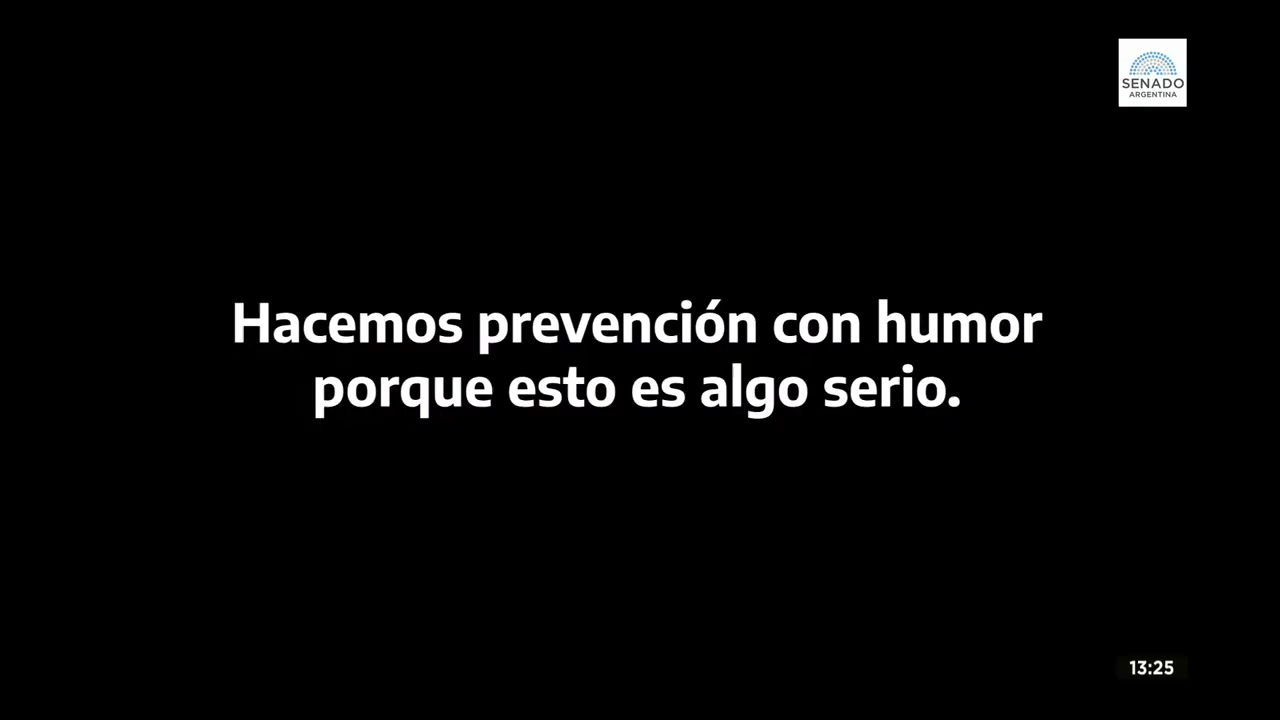 SENADO
ARGENTINA
Hacemos prevención con humor
porque esto es algo serio.
13:25